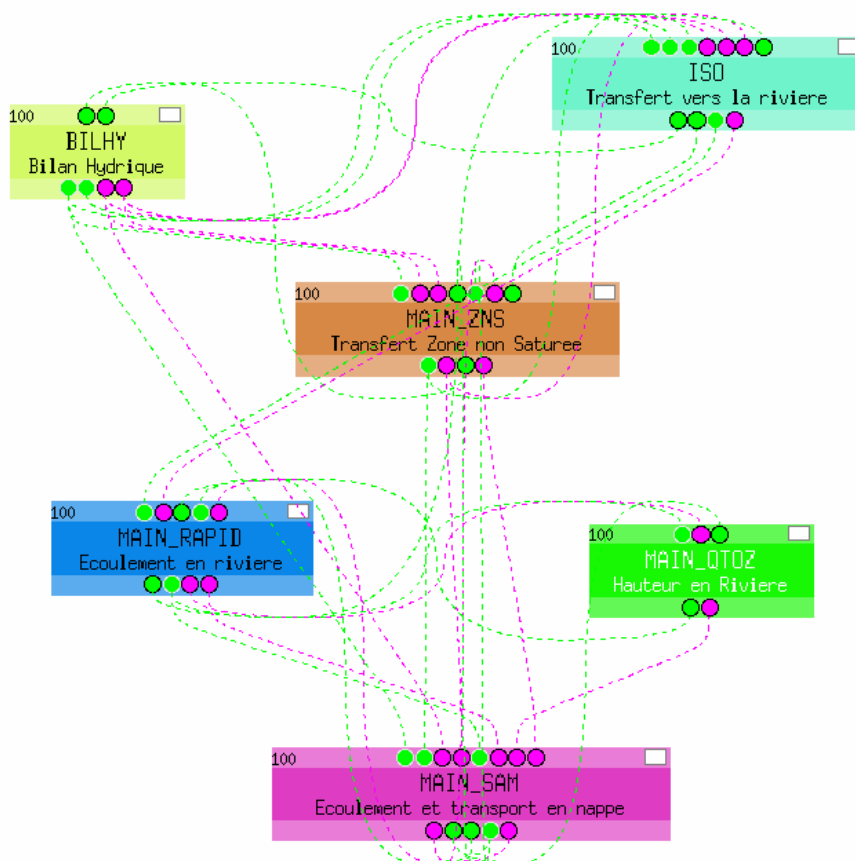 100
ISO
Transfert vers la riviere
100
BILHY
Bilan Hydrique
100
MAIN_ZNS
Transfert Zone non Saturee
100
MAIN_RAPID
Ecoulement en riviere
100
MAIN_QTOZ
Hauteur en Riviere
100
MAIN_SAM
Ecoulement et transport en nappe